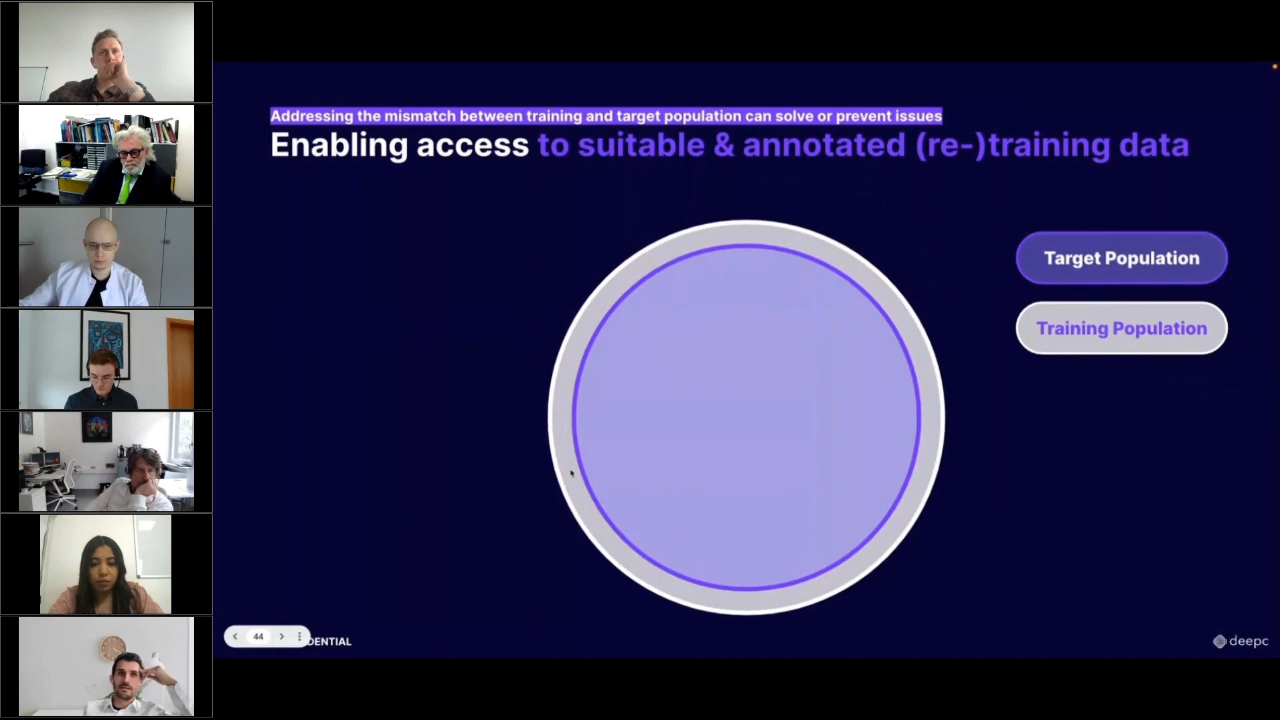 Addressing the mismatch between training and target population can solve or prevent issues
Enabling access to suitable & annotated (re-)training data
Target Population
Training Population
44
DENTIAL
deepc